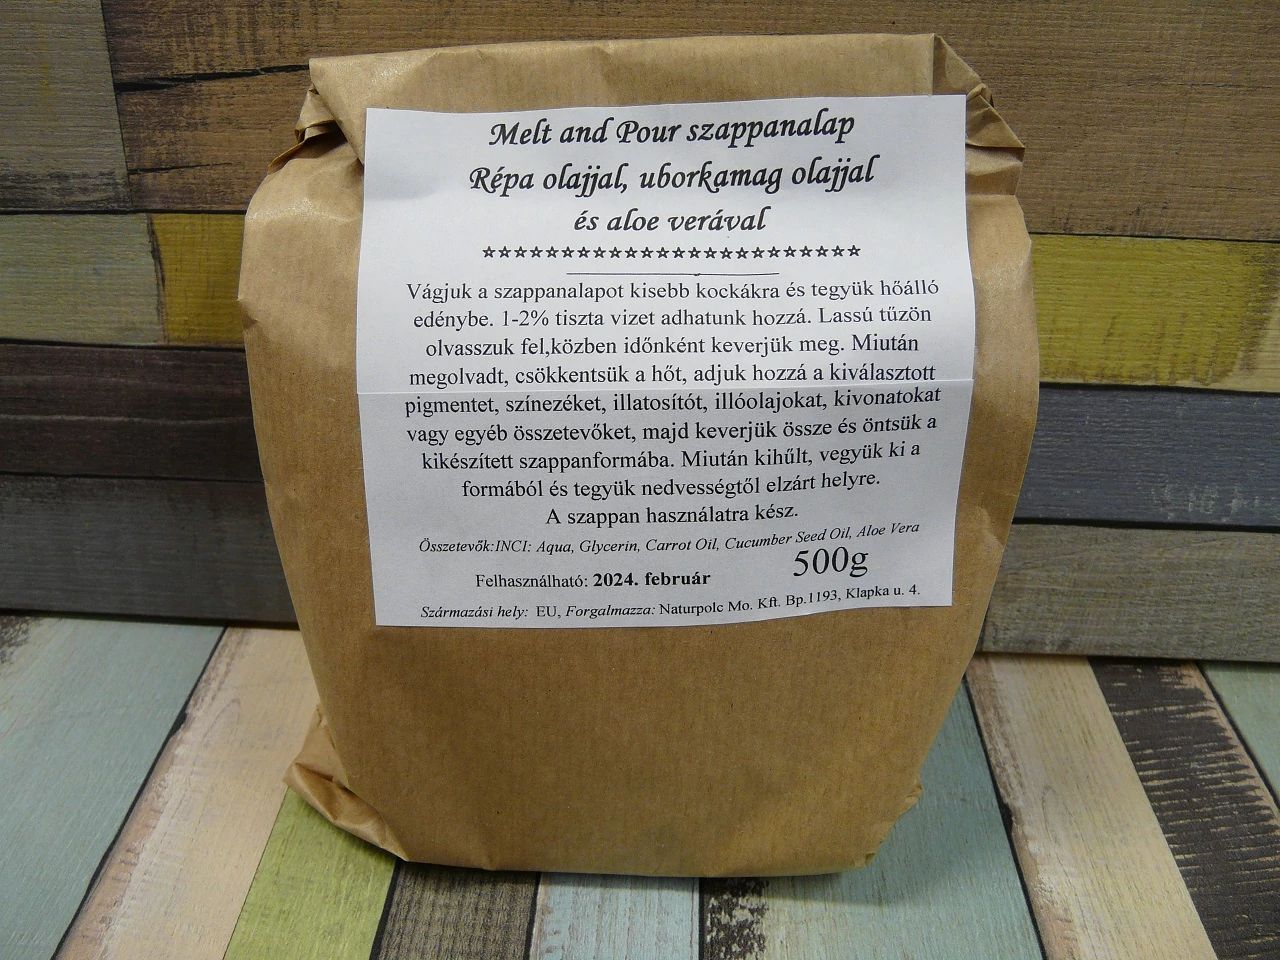 Melt and Pour szappanalap
Répa olajjal, uborkamag olajjal
és aloe verával
☆☆☆☆☆☆☆☆☆☆☆☆☆☆☆☆☆☆☆☆☆☆☆☆
Vágjuk a szappanalapot kisebb kockákra és tegyük hőálló
edénybe. 1-2% tiszta vizet adhatunk hozzá. Lassú tűzön
olvasszuk fel,közben időnként keverjük meg. Miután
megolvadt, csökkentsük a hőt, adjuk hozzá a kiválasztott
pigmentet, színezéket, illatosítót, illóolajokat, kivonatokat
vagy egyéb összetevőket, majd keverjük össze és öntsük a
kikészített szappanformába. Miután kihűlt, vegyük ki a
formából és tegyük nedvességtől elzárt helyre.
A szappan használatra kész.
Összetevők:INCI: Aqua, Glycerin, Carrot Oil, Cucumber Seed Oil, Aloe Vera
500g
Felhasználható: 2024. február
Származási hely: EU, Forgalmazza: Naturpolc Mo. Kft. Bp.1193, Klapka u. 4.